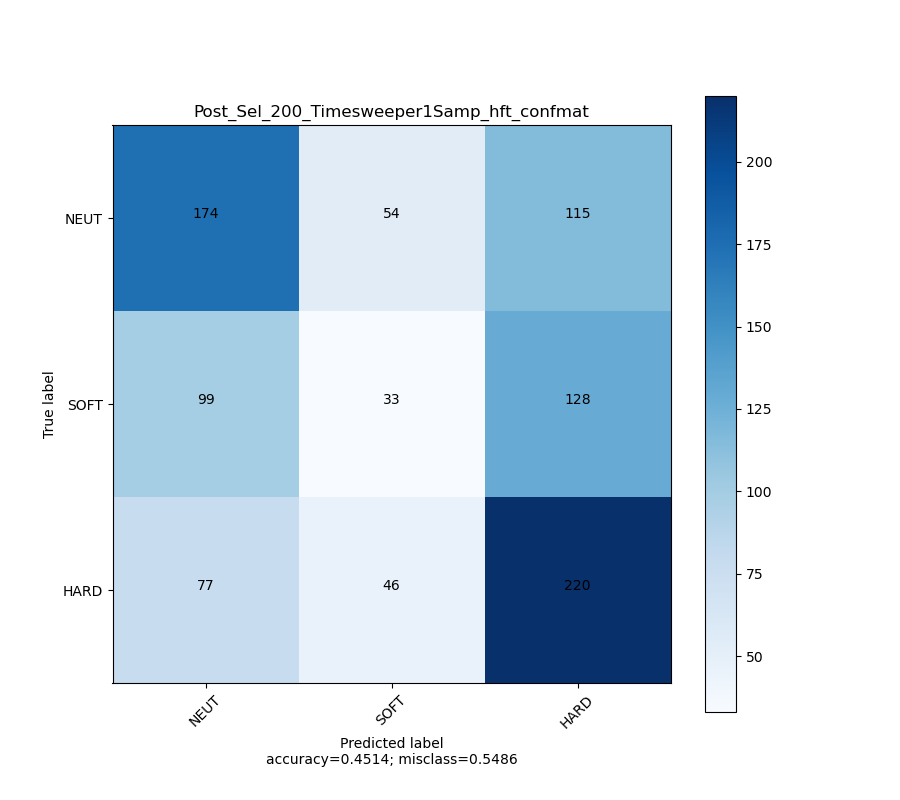 Post_Sel_200_Timesweeper1Samp_hft_confmat
NEUT 174 54 115
SOFT 99 33 128
HARD 77 46 220
NEUT SOFT HARD
True label
Predicted label
accuracy=0.4514; misclass=0.5486
200
175
150
125
100
75
50